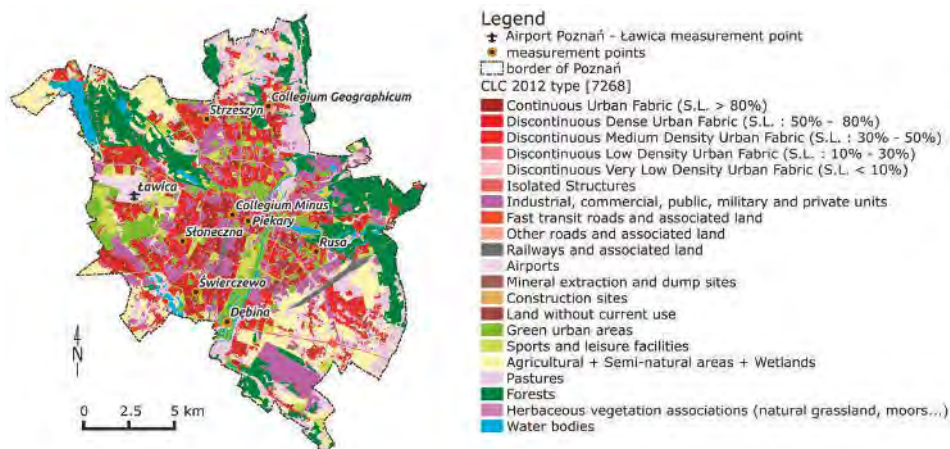 Collegium Geographicum
Strzeszyn
Ławica
Collegium Minus
Piekary
Słoneczna
Rusa
Świerczewo
Dębina
N
0 2.5 5 km
Legend
Airport Poznań - Ławica measurement point
measurement points
border of Poznań
CLC 2012 type [7268]
Continuous Urban Fabric (S.L. > 80%)
Discontinuous Dense Urban Fabric (S.L. : 50% - 80%)
Discontinuous Medium Density Urban Fabric (S.L. : 30% - 50%)
Discontinuous Low Density Urban Fabric (S.L. : 10% - 30%)
Discontinuous Very Low Density Urban Fabric (S.L. < 10%)
Isolated Structures
Industrial, commercial, public, military and private units
Fast transit roads and associated land
Other roads and associated land
Railways and associated land
Airports
Mineral extraction and dump sites
Construction sites
Land without current use
Green urban areas
Sports and leisure facilities
Agricultural + Semi-natural areas + Wetlands
Pastures
Forests
Herbaceous vegetation associations (natural grassland, moors...)
Water bodies